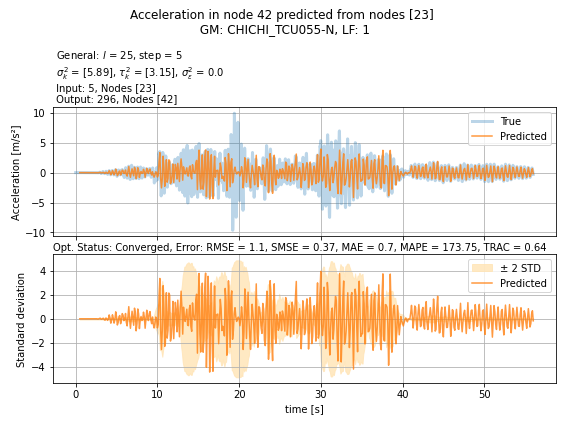 Acceleration in node 42 predicted from nodes [23]
GM: CHICHI_TCU055-N, LF: 1
General: l = 25, step = 5
σ²ₖ = [5.89], τ²ₖ = [3.15], σ²ε = 0.0
Input: 5, Nodes [23]
Output: 296, Nodes [42]
10
5
0
−5
−10
Acceleration [m/s²]
True
Predicted
Opt. Status: Converged, Error: RMSE = 1.1, SMSE = 0.37, MAE = 0.7, MAPE = 173.75, TRAC = 0.64
4
2
0
−2
−4
Standard deviation
± 2 STD
Predicted
0 10 20 30 40 50
time [s]